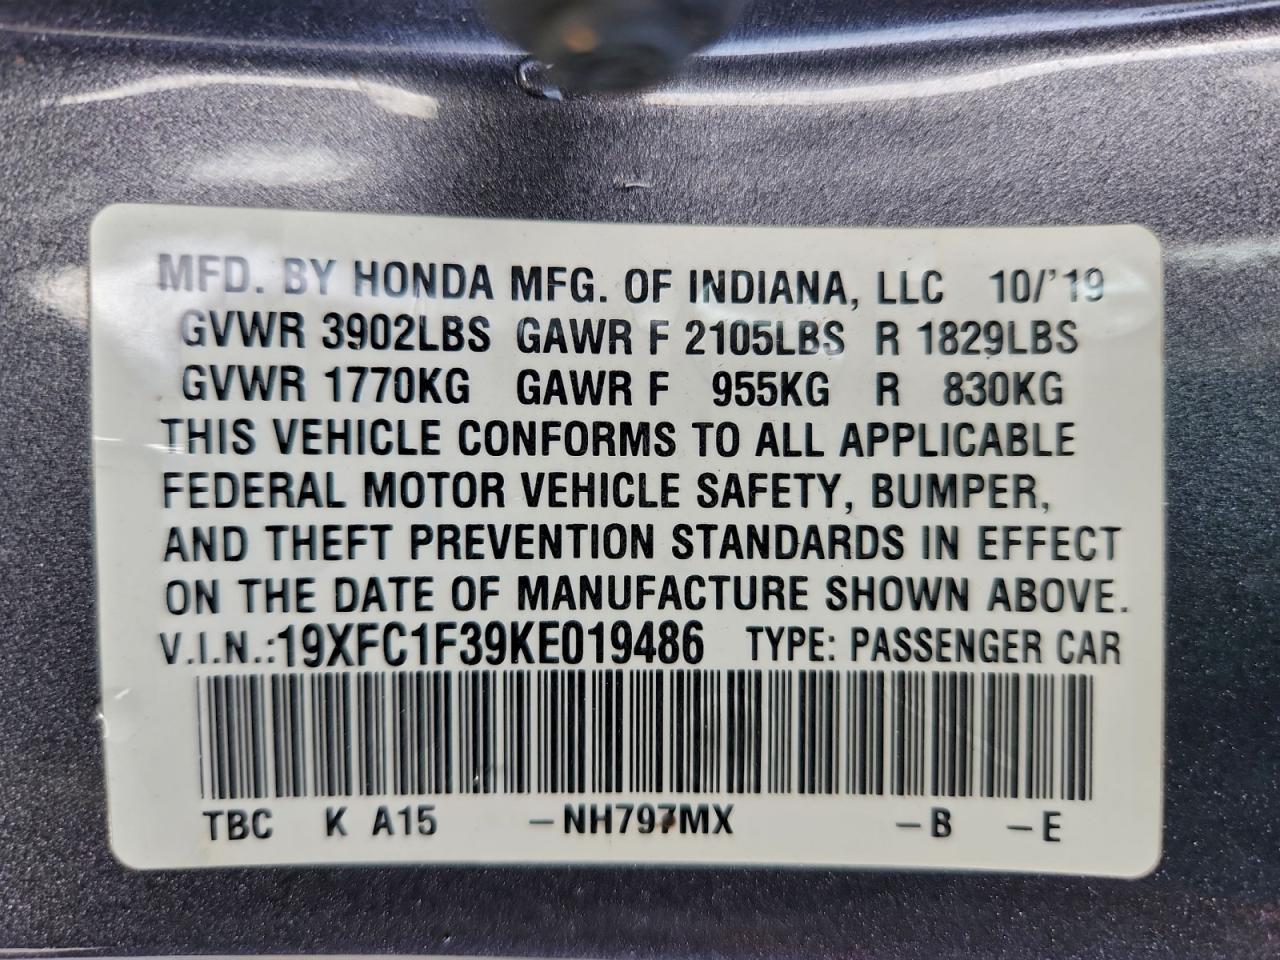 MFD. BY HONDA MFG. OF INDIANA, LLC 10/'19
GVWR 3902LBS GAWR F 2105LBS R 1829LBS
GVWR 1770KG GAWR F 955KG R 830KG
THIS VEHICLE CONFORMS TO ALL APPLICABLE
FEDERAL MOTOR VEHICLE SAFETY, BUMPER,
AND THEFT PREVENTION STANDARDS IN EFFECT
ON THE DATE OF MANUFACTURE SHOWN ABOVE.
V.I.N.:19XFC1F39KE019486 TYPE: PASSENGER CAR
TBC K A15 –NH797MX –B –E